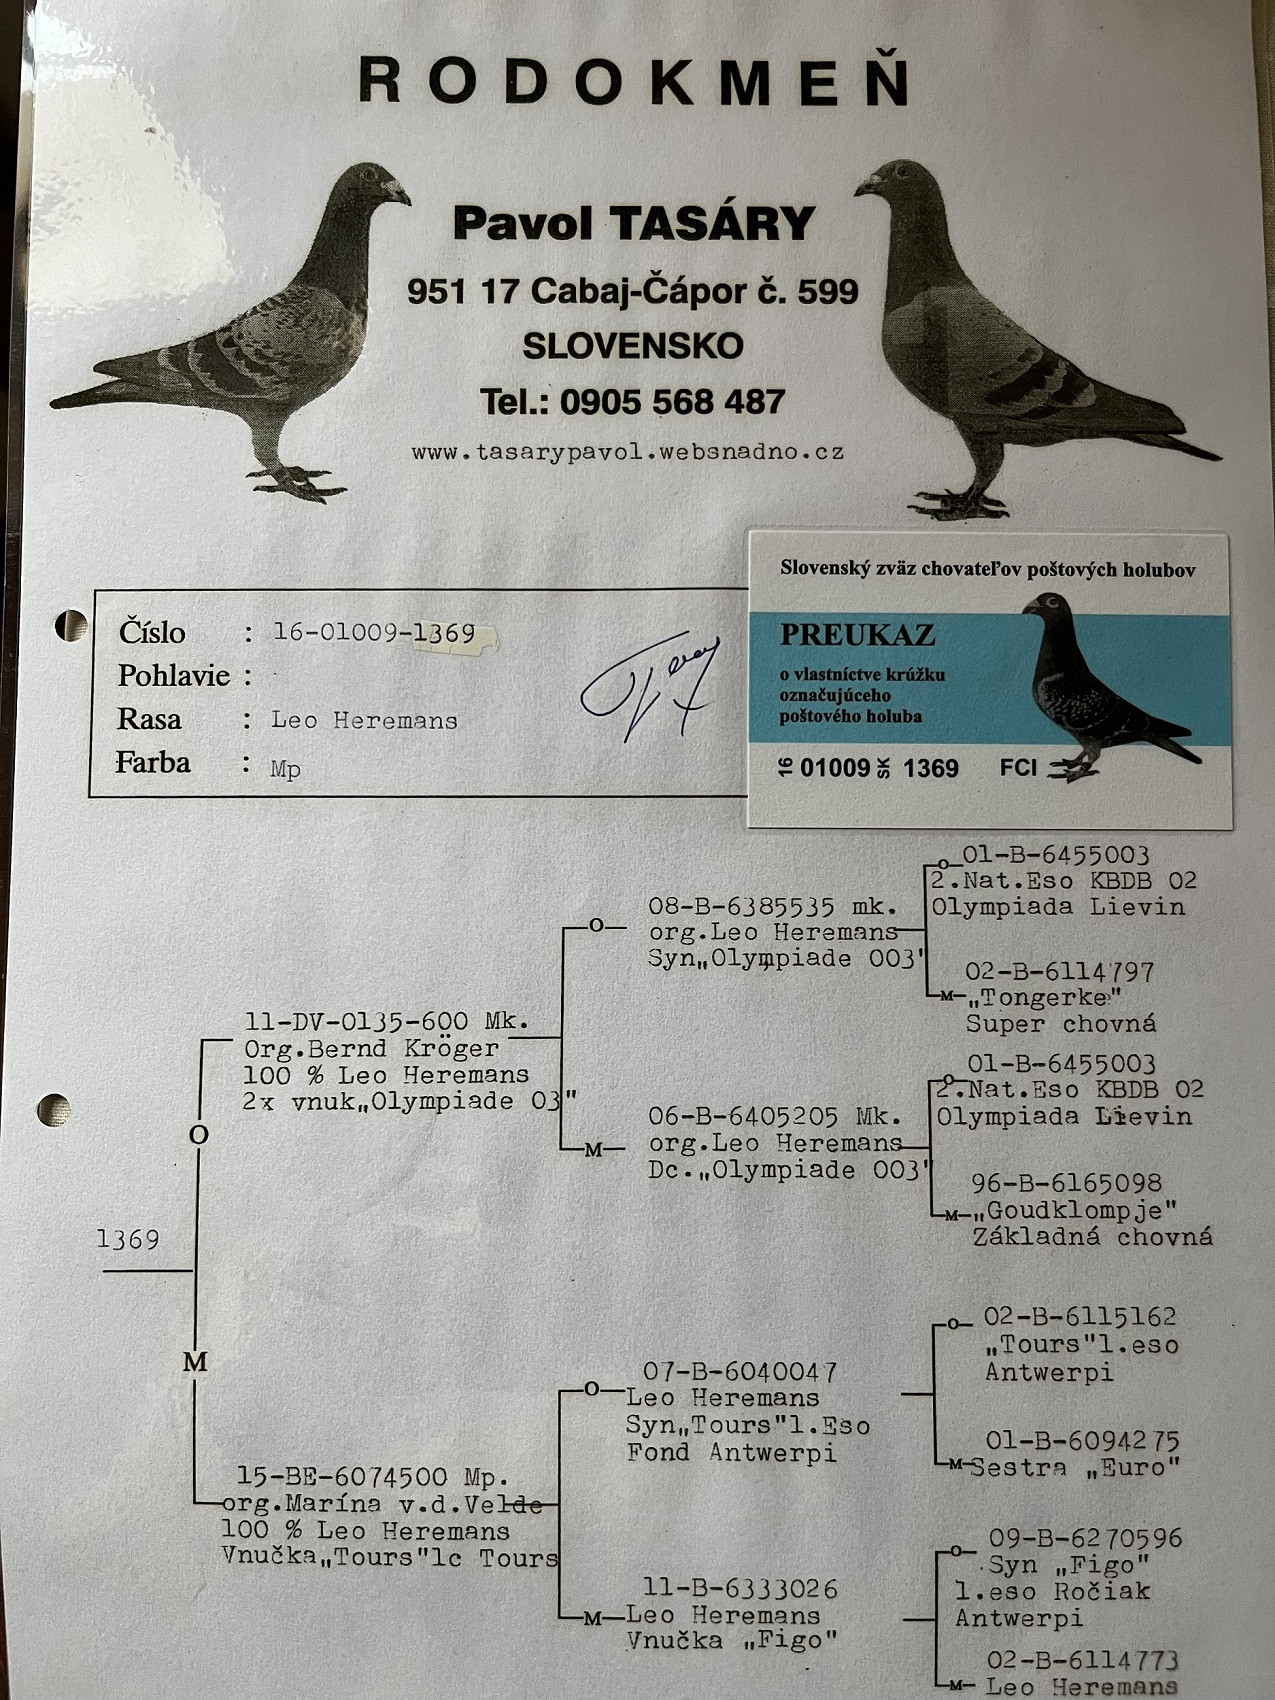 RODOKMEŇ
Pavol TASÁRY
951 17 Cabaj-Čápor č. 599
SLOVENSKO
Tel.: 0905 568 487
www.tasarypavol.websnadno.cz
Číslo : 16-01009-1369
Pohlavie :
Rasa : Leo Heremans
Farba : Mp
Slovenský zväz chovateľov poštových holubov
PREUKAZ
o vlastníctve krúžku
označujúceho
poštového holuba
16 01009 SK 1369 FCI
1369
O
11-DV-0135-600 Mk.
Org.Bernd Kröger
100 % Leo Heremans
2x vnuk„Olympiade 03"
O
08-B-6385535 mk.
org.Leo Heremans
Syn„Olympiade 003"
O
01-B-6455003
2.Nat.Eso KBDB 02
Olympiada Lievin
M
02-B-6114797
„Tongerke"
Super chovná
M
06-B-6405205 Mk.
org.Leo Heremans
Dc.„Olympiade 003"
O
01-B-6455003
2.Nat.Eso KBDB 02
Olympiada Lievin
M
96-B-6165098
„Goudklompje"
Základná chovná
M
15-BE-6074500 Mp.
org.Marína v.d.Velde
100 % Leo Heremans
Vnučka„Tours"lc Tours
O
07-B-6040047
Leo Heremans
Syn„Tours"l.Eso
Fond Antwerpi
O
02-B-6115162
„Tours"l.eso
Antwerpi
M
01-B-6094275
Sestra „Euro"
M
11-B-6333026
Leo Heremans
Vnučka „Figo"
O
09-B-6270596
Syn „Figo"
l.eso Ročiak
Antwerpi
M
02-B-6114773
Leo Heremans